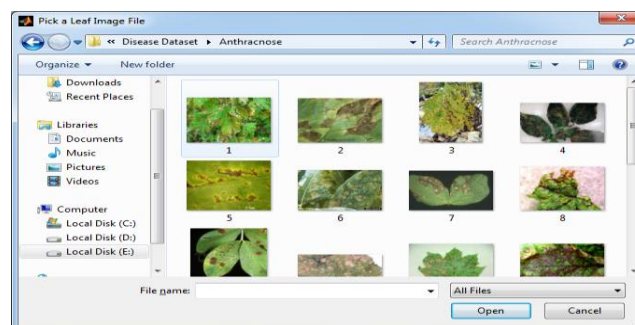 Pick a Leaf Image File
« Disease Dataset ▸ Anthracnose
Search Anthracnose
Organize ▾ New folder
Downloads
Recent Places
Libraries
Documents
Music
Pictures
Videos
Computer
Local Disk (C:)
Local Disk (D:)
Local Disk (E:)
1 2 3 4
5 6 7 8
File name:
All Files
Open Cancel